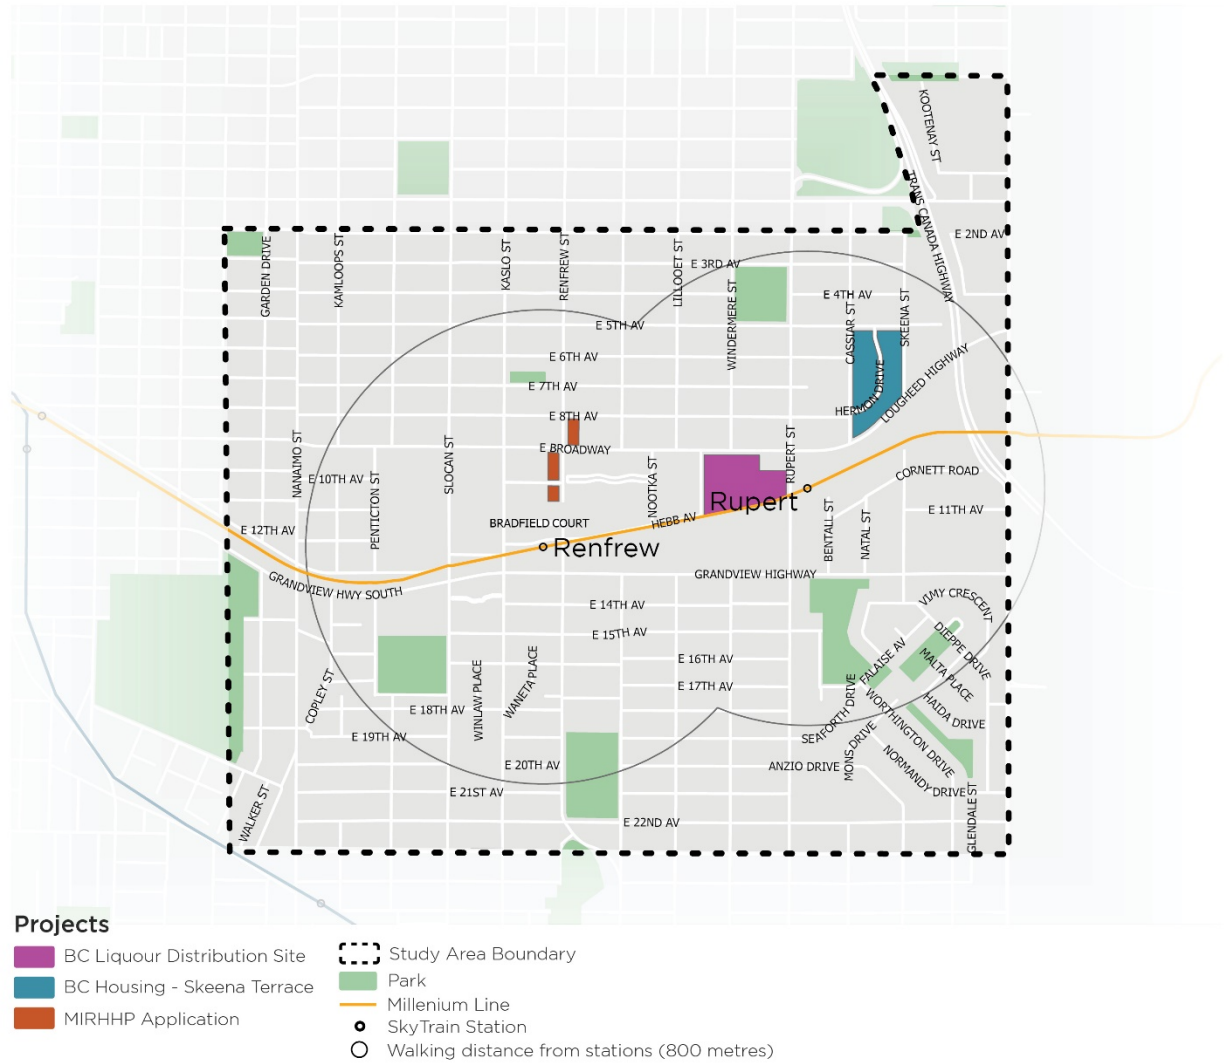 KOOTENAY ST
TRANS CANADA HIGHWAY
E 2ND AV
GARDEN DRIVE
KAMLOOPS ST
KASLO ST
RENFREW ST
LILLOOET ST
E 3RD AV
WINDERMERE ST
E 4TH AV
CASSIAR ST
SKEENA ST
E 5TH AV
E 6TH AV
E 7TH AV
HERMON DRIVE
LOUGHEED HIGHWAY
E 8TH AV
E BROADWAY
NANAIMO ST
SLOCAN ST
RUPERT ST
E 10TH AV
PENTICTON ST
NOOTKA ST
CORNETT ROAD
Rupert
E 11TH AV
E 12TH AV
BRADFIELD COURT
HEBB AV
BENTALL ST
NATAL ST
Renfrew
GRANDVIEW HWY SOUTH
GRANDVIEW HIGHWAY
E 14TH AV
VIMY CRESCENT
E 15TH AV
DIEPPE DRIVE
E 16TH AV
FALAISE AV
MALTA PLACE
E 17TH AV
COPLEY ST
WINLAW PLACE
WANETA PLACE
E 18TH AV
SEAFORTH DRIVE
WORTHINGTON DRIVE
HAIDA DRIVE
E 19TH AV
MONS DRIVE
E 20TH AV
ANZIO DRIVE
NORMANDY DRIVE
E 21ST AV
WALKER ST
E 22ND AV
GLENDALE ST
Projects
BC Liquour Distribution Site
BC Housing - Skeena Terrace
MIRHHP Application
Study Area Boundary
Park
Millenium Line
SkyTrain Station
Walking distance from stations (800 metres)